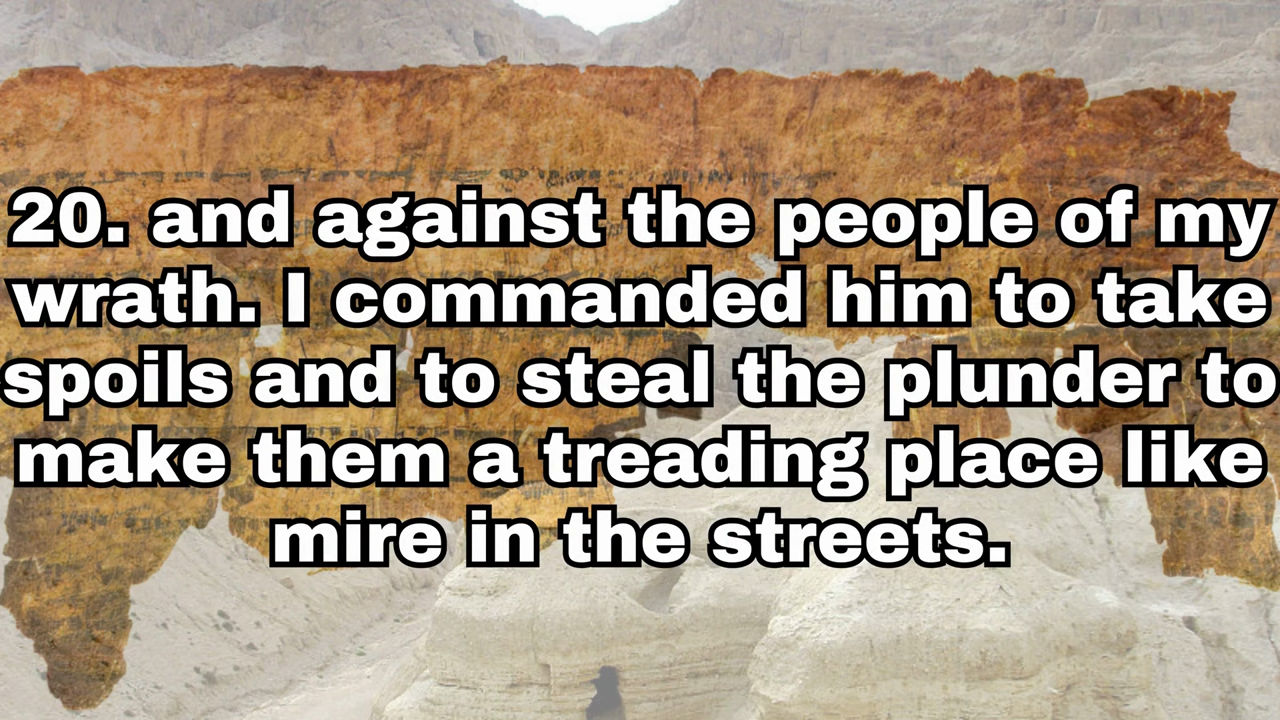 20. and against the people of my
wrath. I commanded him to take
spoils and to steal the plunder to
make them a treading place like
mire in the streets.